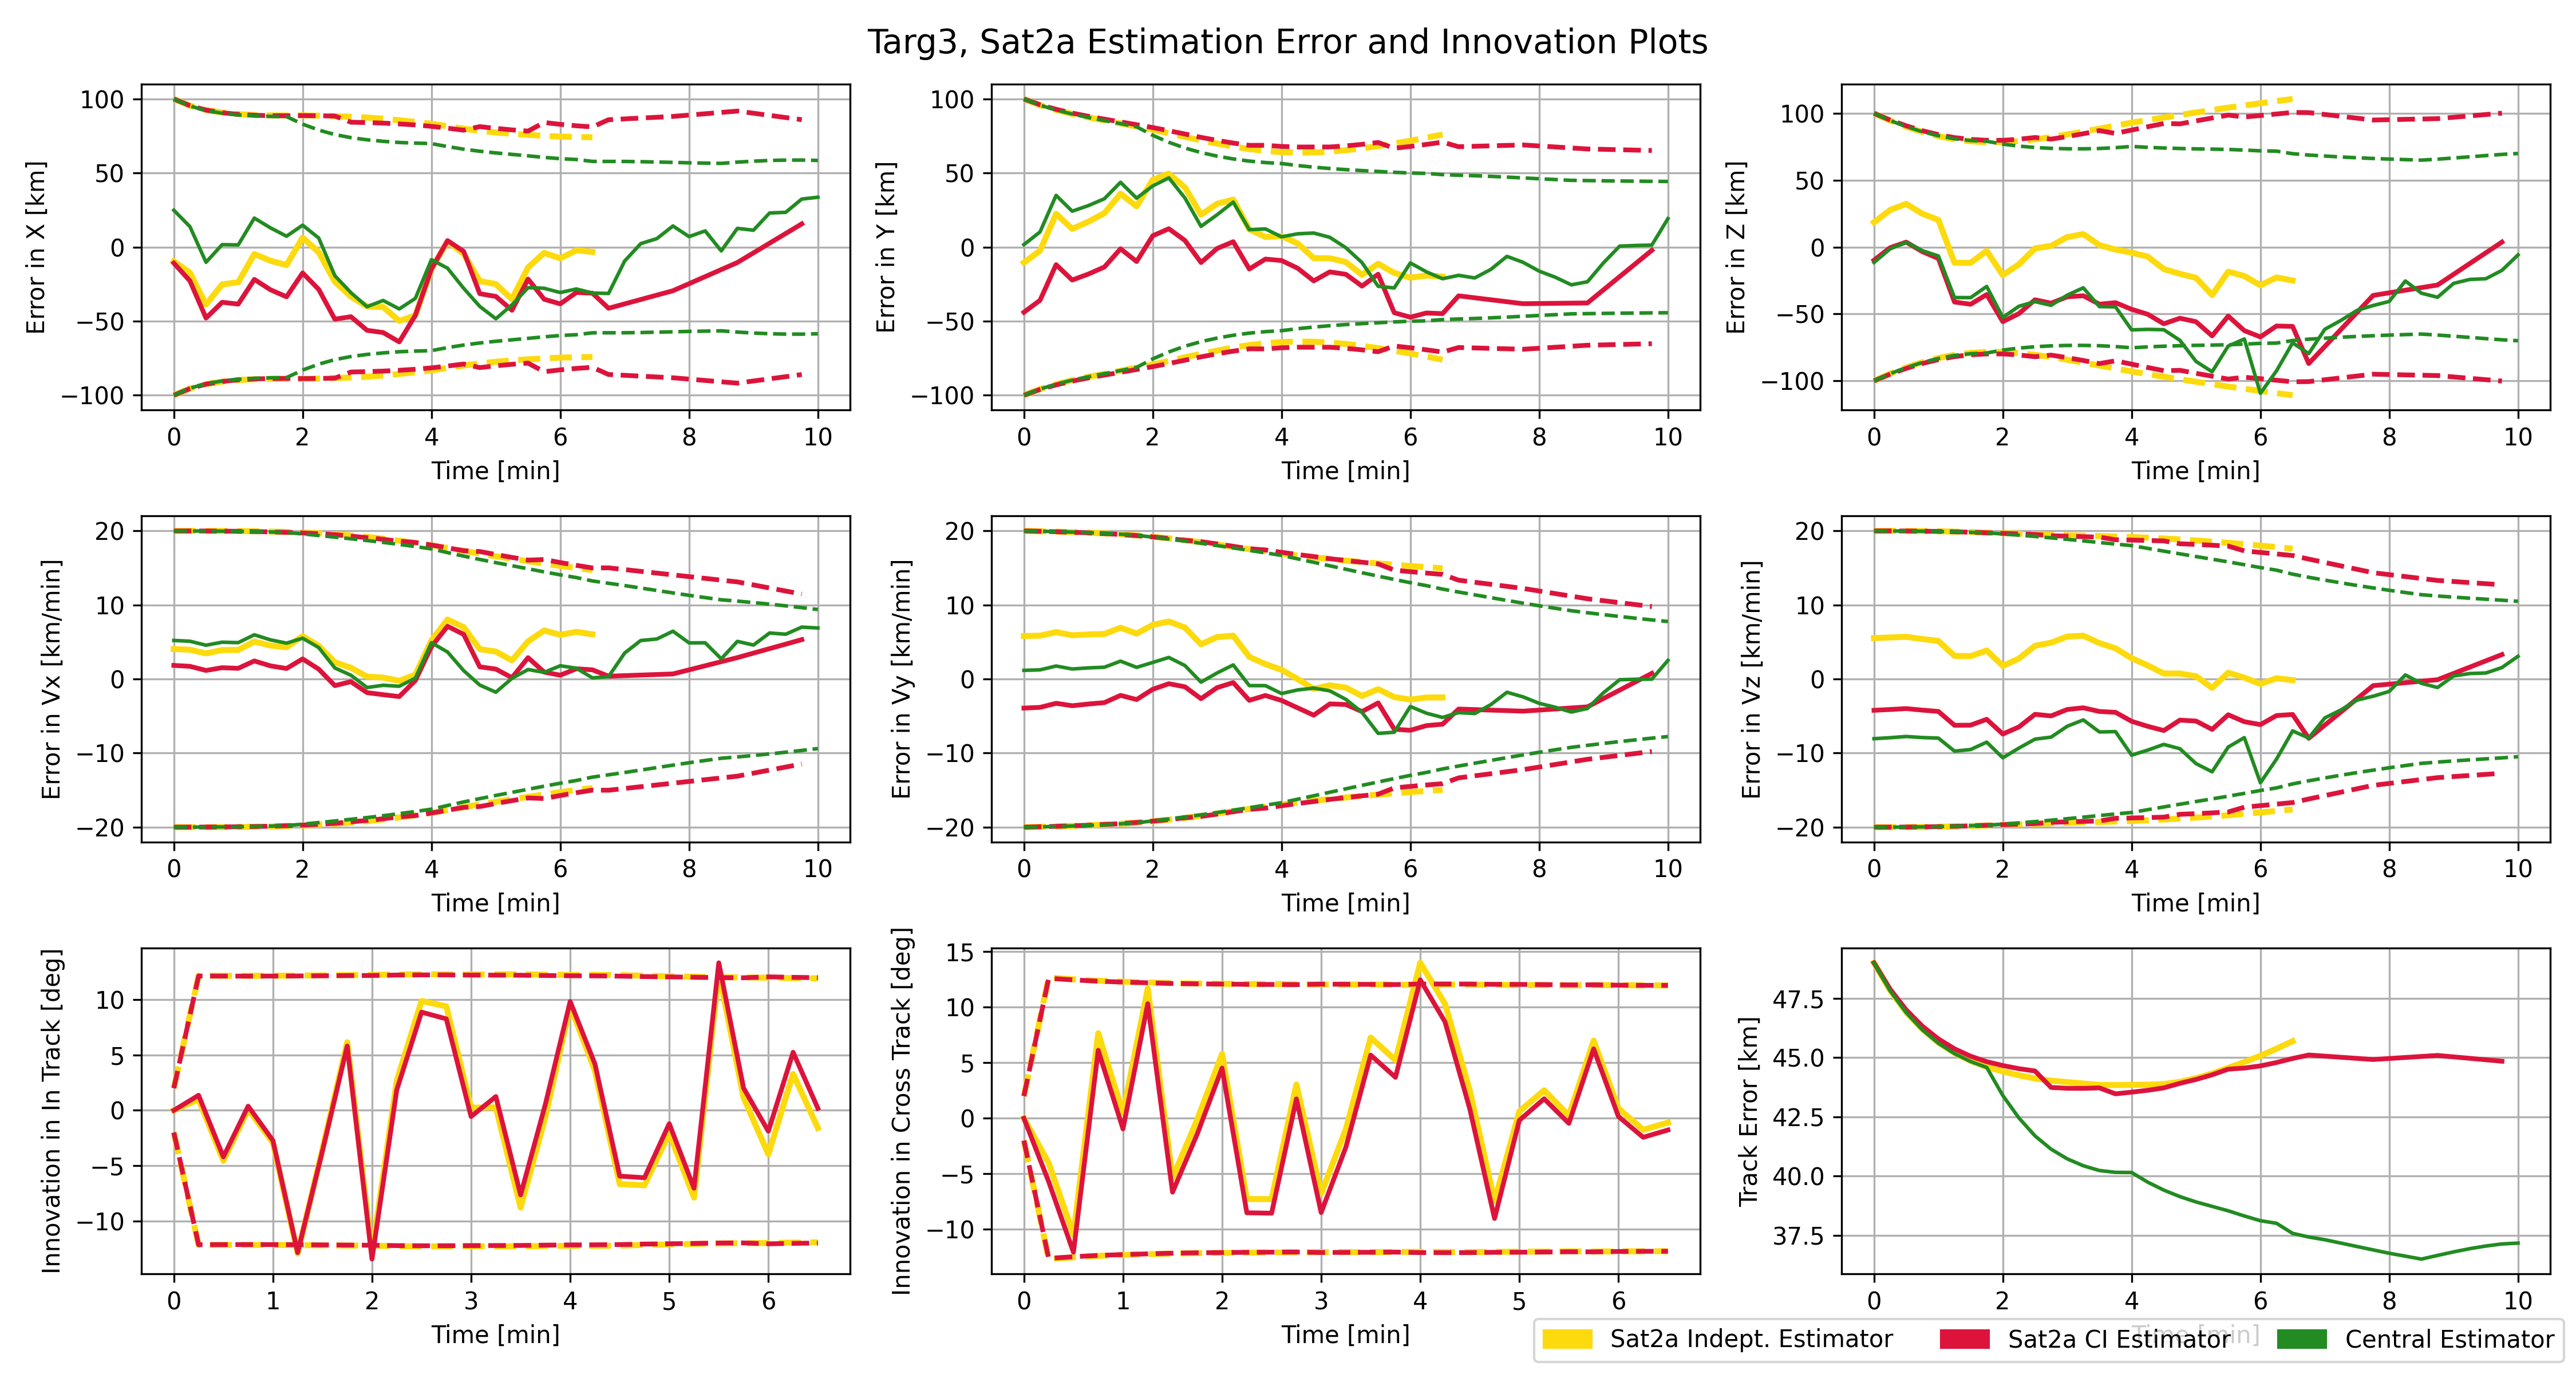 Targ3, Sat2a Estimation Error and Innovation Plots
Error in X [km]
100
50
0
−50
−100
0 2 4 6 8 10
Time [min]
Error in Y [km]
100
50
0
−50
−100
0 2 4 6 8 10
Time [min]
Error in Z [km]
100
50
0
−50
−100
0 2 4 6 8 10
Time [min]
Error in Vx [km/min]
20
10
0
−10
−20
0 2 4 6 8 10
Time [min]
Error in Vy [km/min]
20
10
0
−10
−20
0 2 4 6 8 10
Time [min]
Error in Vz [km/min]
20
10
0
−10
−20
0 2 4 6 8 10
Time [min]
Innovation in In Track [deg]
10
5
0
−5
−10
0 1 2 3 4 5 6
Time [min]
Innovation in Cross Track [deg]
15
10
5
0
−5
−10
0 1 2 3 4 5 6
Time [min]
Track Error [km]
47.5
45.0
42.5
40.0
37.5
0 2 4 6 8 10
Time [min]
Sat2a Indept. Estimator
Sat2a CI Estimator
Central Estimator